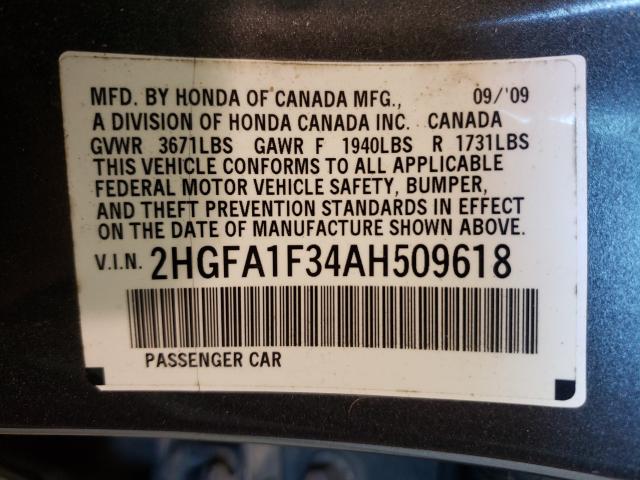 MFD. BY HONDA OF CANADA MFG., 09/'09
A DIVISION OF HONDA CANADA INC. CANADA
GVWR 3671LBS GAWR F 1940LBS R 1731LBS
THIS VEHICLE CONFORMS TO ALL APPLICABLE
FEDERAL MOTOR VEHICLE SAFETY, BUMPER,
AND THEFT PREVENTION STANDARDS IN EFFECT
ON THE DATE OF MANUFACTURE SHOWN ABOVE.
V.I.N. 2HGFA1F34AH509618
PASSENGER CAR